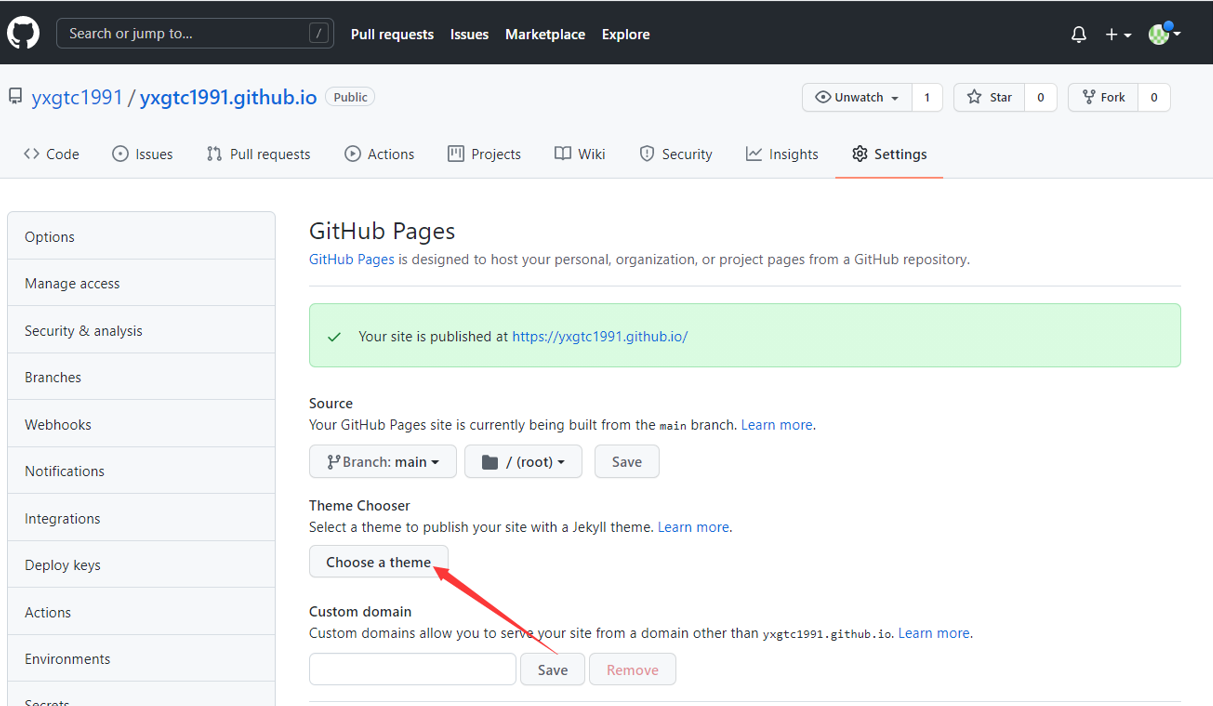 Search or jump to... / Pull requests Issues Marketplace Explore
yxgtc1991 / yxgtc1991.github.io Public Unwatch 1 Star 0 Fork 0
Code Issues Pull requests Actions Projects Wiki Security Insights Settings
Options
Manage access
Security & analysis
Branches
Webhooks
Notifications
Integrations
Deploy keys
Actions
Environments
Secrets
GitHub Pages
GitHub Pages is designed to host your personal, organization, or project pages from a GitHub repository.
Your site is published at https://yxgtc1991.github.io/
Source
Your GitHub Pages site is currently being built from the main branch. Learn more.
Branch: main / (root) Save
Theme Chooser
Select a theme to publish your site with a Jekyll theme. Learn more.
Choose a theme
Custom domain
Custom domains allow you to serve your site from a domain other than yxgtc1991.github.io. Learn more.
Save Remove